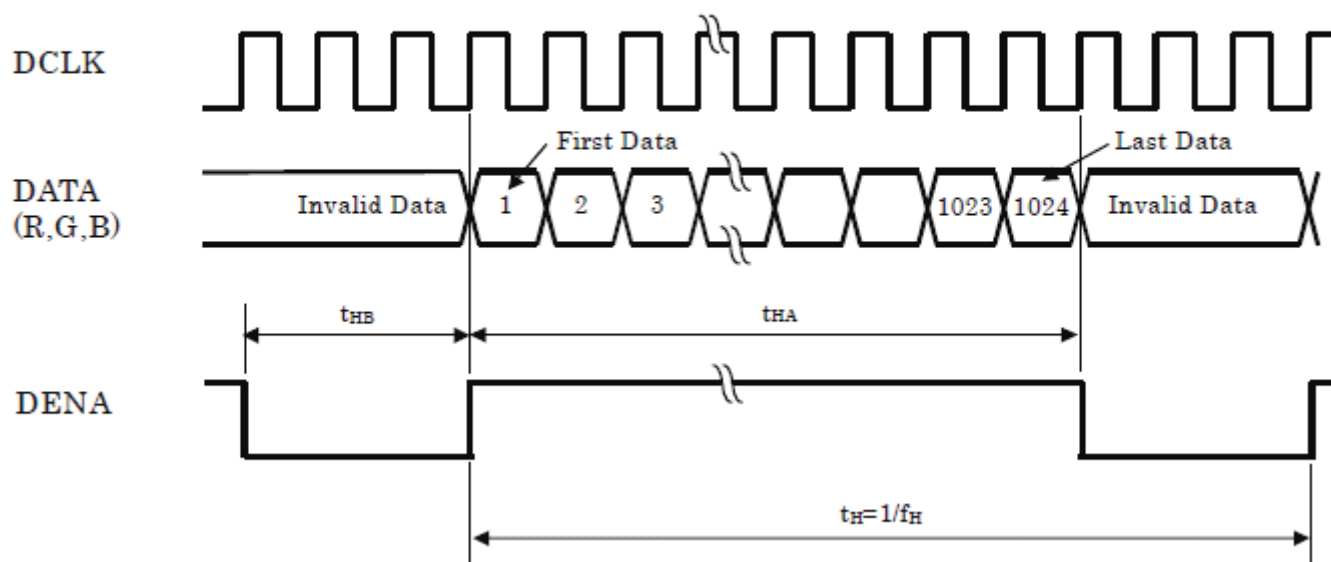 DCLK
First Data
Last Data
DATA
(R,G,B)
Invalid Data
1
2
3
1023
1024
Invalid Data
tHB
tHA
DENA
tH=1/fH